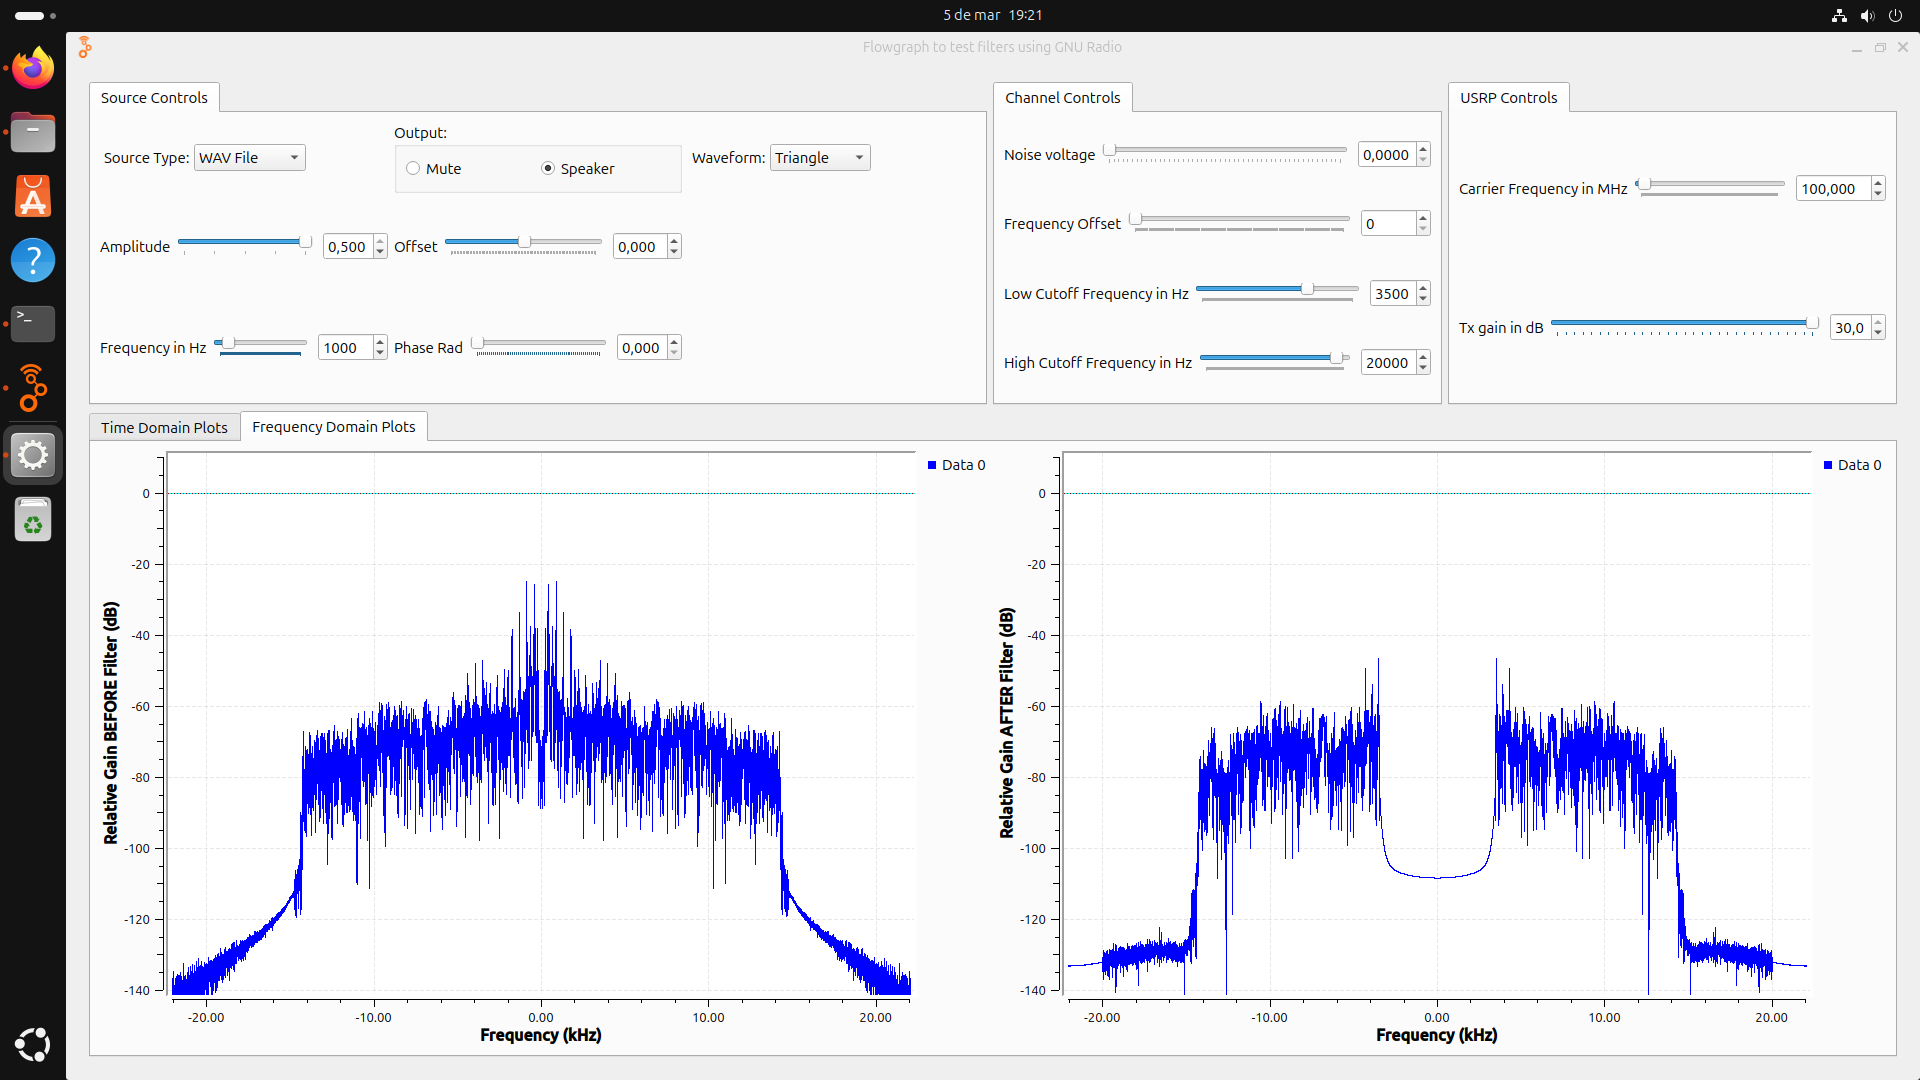 5 de mar 19:21
Flowgraph to test filters using GNU Radio
Source Controls
Source Type: WAV File
Output:
Mute
Speaker
Waveform: Triangle
Amplitude 0,500
Offset 0,000
Frequency in Hz 1000
Phase Rad 0,000
Channel Controls
Noise voltage 0,0000
Frequency Offset 0
Low Cutoff Frequency in Hz 3500
High Cutoff Frequency in Hz 20000
USRP Controls
Carrier Frequency in MHz 100,000
Tx gain in dB 30,0
Time Domain Plots
Frequency Domain Plots
Relative Gain BEFORE Filter (dB)
0
-20
-40
-60
-80
-100
-120
-140
-20.00 -10.00 0.00 10.00 20.00
Frequency (kHz)
Data 0
Relative Gain AFTER Filter (dB)
0
-20
-40
-60
-80
-100
-120
-140
-20.00 -10.00 0.00 10.00 20.00
Frequency (kHz)
Data 0